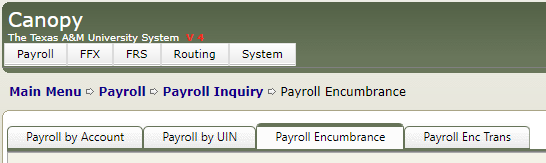 Canopy
The Texas A&M University System V 4
Payroll FFX FRS Routing System
Main Menu ⇨ Payroll ⇨ Payroll Inquiry ⇨ Payroll Encumbrance
Payroll by Account Payroll by UIN Payroll Encumbrance Payroll Enc Trans